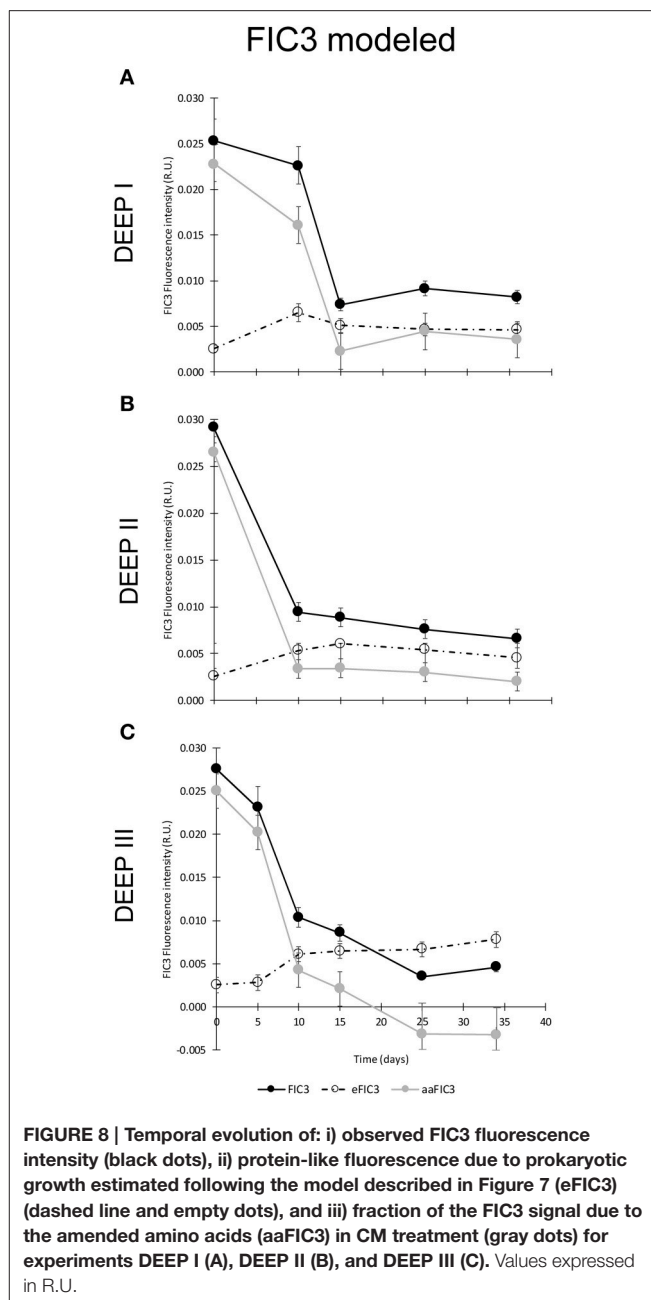 FIC3 modeled
A
DEEP I
FIC3 Fluorescence intensity (R.U.)
0.030
0.025
0.020
0.015
0.010
0.005
0.000
B
DEEP II
FIC3 Fluorescence intensity (R.U.)
0.030
0.025
0.020
0.015
0.010
0.005
0.000
C
DEEP III
FIC3 Fluorescence intensity (R.U.)
0.030
0.025
0.020
0.015
0.010
0.005
0.000
-0.005
0 5 10 15 20 25 30 35 40
Time (days)
FIC3 eFIC3 aaFIC3
FIGURE 8 | Temporal evolution of: i) observed FIC3 fluorescence
intensity (black dots), ii) protein-like fluorescence due to prokaryotic
growth estimated following the model described in Figure 7 (eFIC3)
(dashed line and empty dots), and iii) fraction of the FIC3 signal due to
the amended amino acids (aaFIC3) in CM treatment (gray dots) for
experiments DEEP I (A), DEEP II (B), and DEEP III (C). Values expressed
in R.U.